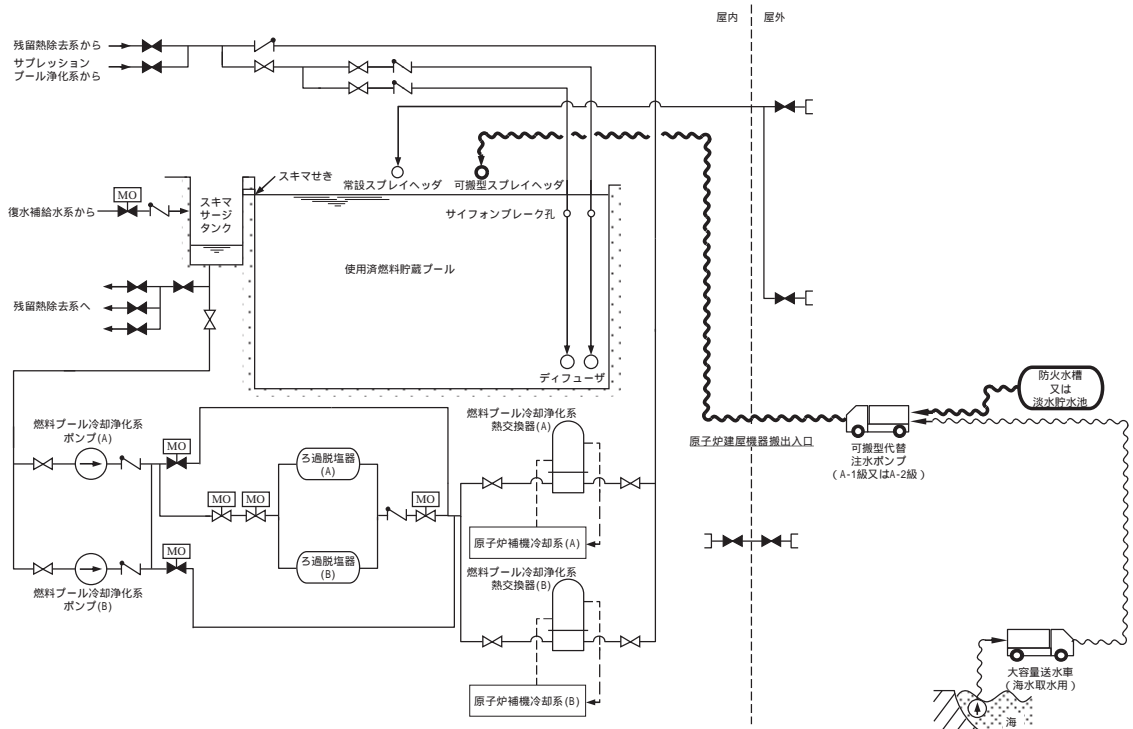 屋内
屋外
残留熱除去系から
サプレッション
プール浄化系から
スキマせき
常設スプレイヘッダ
可搬型スプレイヘッダ
MO
復水補給水系から
スキマ
サージ
タンク
サイフォンブレーク孔
使用済燃料貯蔵プール
残留熱除去系へ
ディフューザ
防火水槽
又は
淡水貯水池
燃料プール冷却浄化系
ポンプ(A)
MO
燃料プール冷却浄化系
熱交換器(A)
原子炉建屋機器搬出入口
可搬型代替
注水ポンプ
(A-1級又はA-2級)
ろ過脱塩器
(A)
MO
MO
MO
原子炉補機冷却系(A)
MO
ろ過脱塩器
(B)
燃料プール冷却浄化系
熱交換器(B)
燃料プール冷却浄化系
ポンプ(B)
大容量送水車
(海水取水用)
原子炉補機冷却系(B)
海